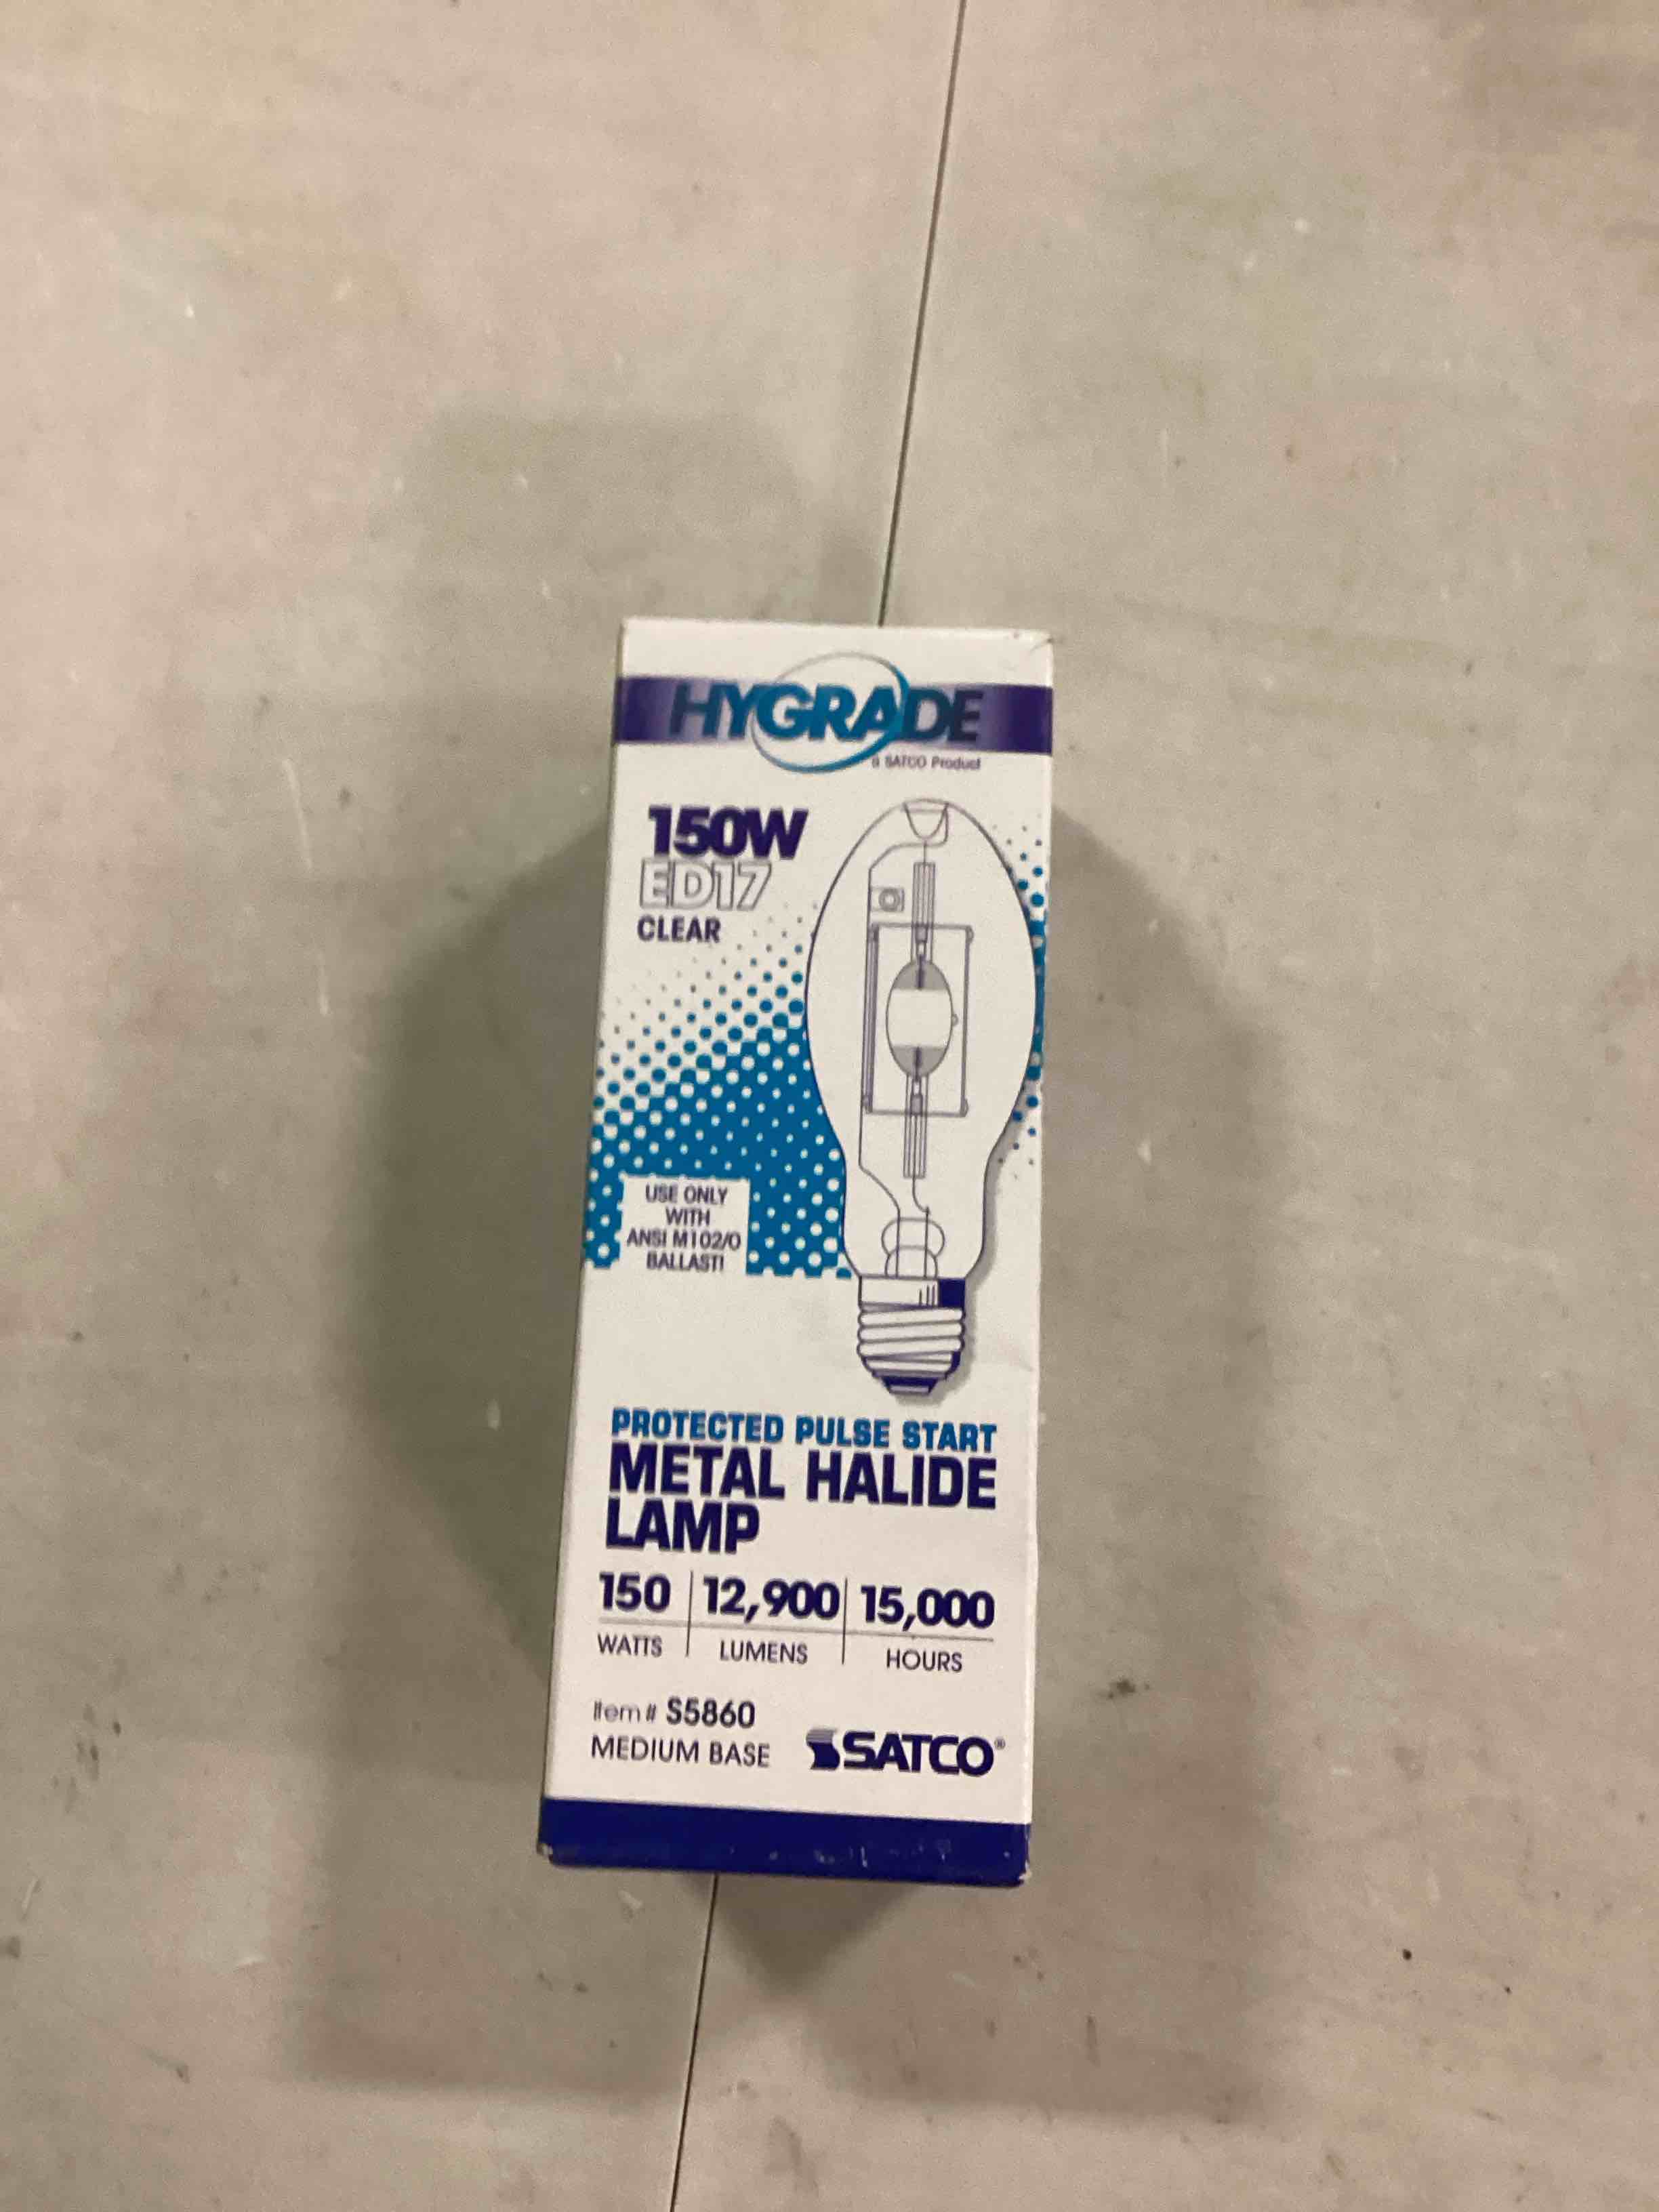 HYGRADE
a SATCO Product
150W
ED17
CLEAR
USE ONLY
WITH
ANSI M102/O
BALLAST!
PROTECTED PULSE START
METAL HALIDE
LAMP
150 12,900 15,000
WATTS LUMENS HOURS
Item # S5860
MEDIUM BASE SATCO®